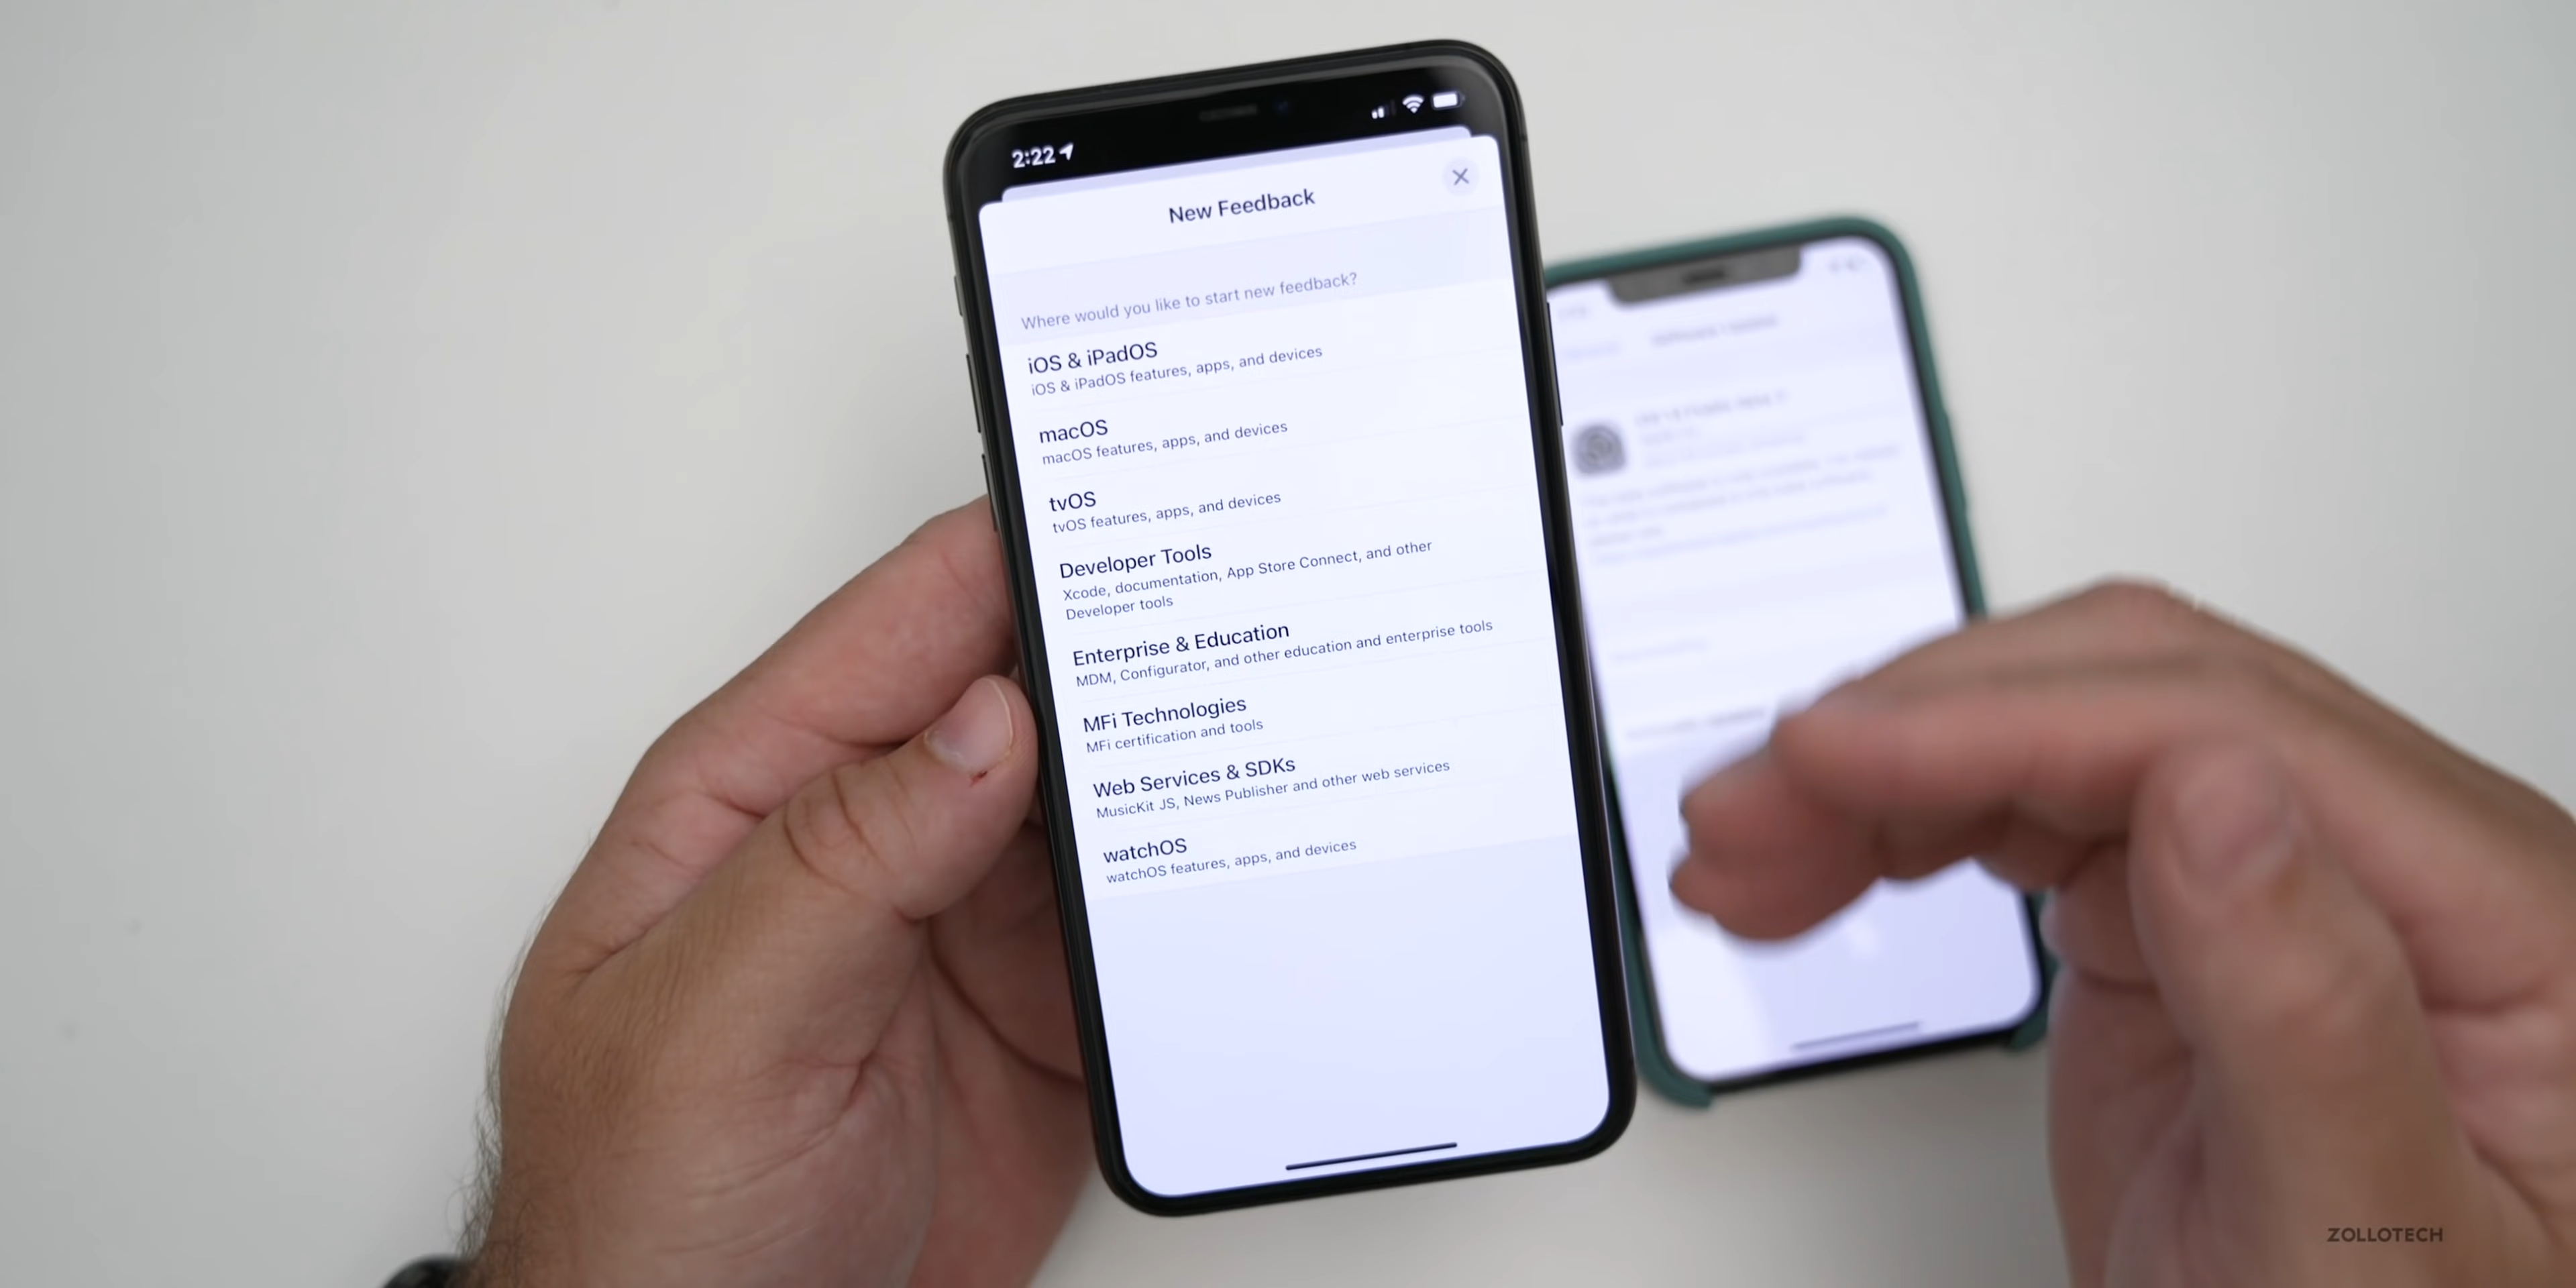 2:22
New Feedback
Where would you like to start new feedback?
iOS & iPadOS
iOS & iPadOS features, apps, and devices
macOS
macOS features, apps, and devices
tvOS
tvOS features, apps, and devices
Developer Tools
Xcode, documentation, App Store Connect, and other
Developer tools
Enterprise & Education
MDM, Configurator, and other education and enterprise tools
MFi Technologies
MFi certification and tools
Web Services & SDKs
MusicKit JS, News Publisher and other web services
watchOS
watchOS features, apps, and devices
ZOLLOTECH